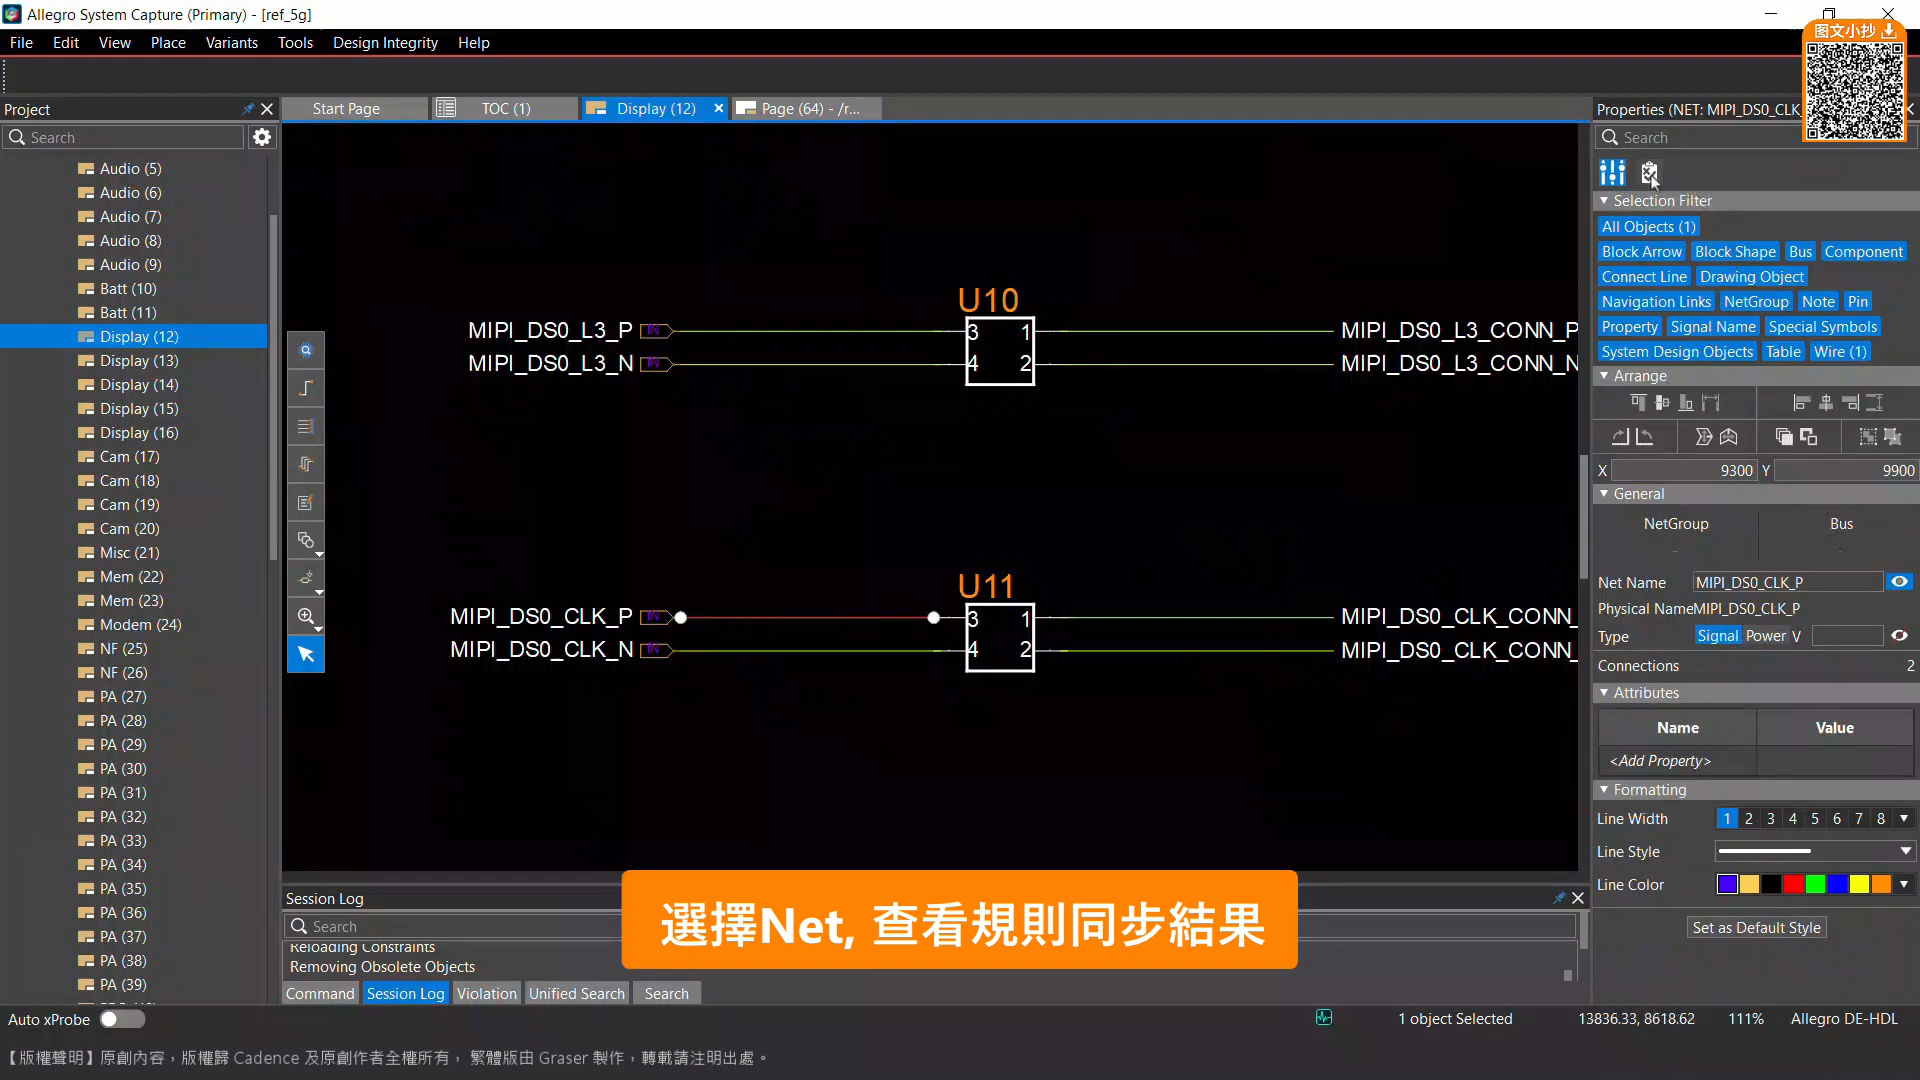 Allegro System Capture (Primary) - [ref_5g]
File Edit View Place Variants Tools Design Integrity Help
图文小抄
Project
Search
Audio (5)
Audio (6)
Audio (7)
Audio (8)
Audio (9)
Batt (10)
Batt (11)
Display (12)
Display (13)
Display (14)
Display (15)
Display (16)
Cam (17)
Cam (18)
Cam (19)
Cam (20)
Misc (21)
Mem (22)
Mem (23)
Modem (24)
NF (25)
NF (26)
PA (27)
PA (28)
PA (29)
PA (30)
PA (31)
PA (32)
PA (33)
PA (34)
PA (35)
PA (36)
PA (37)
PA (38)
PA (39)
Start Page TOC (1) Display (12) Page (64) - /r...
U10
MIPI_DS0_L3_P IN 3 1 MIPI_DS0_L3_CONN_P
MIPI_DS0_L3_N IN 4 2 MIPI_DS0_L3_CONN_N
U11
MIPI_DS0_CLK_P IN 3 1 MIPI_DS0_CLK_CONN_
MIPI_DS0_CLK_N IN 4 2 MIPI_DS0_CLK_CONN_
Session Log
Search
Reloading Constraints
Removing Obsolete Objects
Command Session Log Violation Unified Search Search
選擇Net, 查看規則同步結果
Properties (NET: MIPI_DS0_CLK_
Search
Selection Filter
All Objects (1)
Block Arrow Block Shape Bus Component
Connect Line Drawing Object
Navigation Links NetGroup Note Pin
Property Signal Name Special Symbols
System Design Objects Table Wire (1)
Arrange
X 9300 Y 9900
General
NetGroup Bus
- -
Net Name MIPI_DS0_CLK_P
Physical Name MIPI_DS0_CLK_P
Type Signal Power V
Connections 2
Attributes
Name Value
<Add Property>
Formatting
Line Width 1 2 3 4 5 6 7 8
Line Style
Line Color
Set as Default Style
Auto xProbe
1 object Selected 13836.33, 8618.62 111% Allegro DE-HDL
【版權聲明】原創內容，版權歸 Cadence 及原創作者全權所有， 繁體版由 Graser 製作，轉載請注明出處。